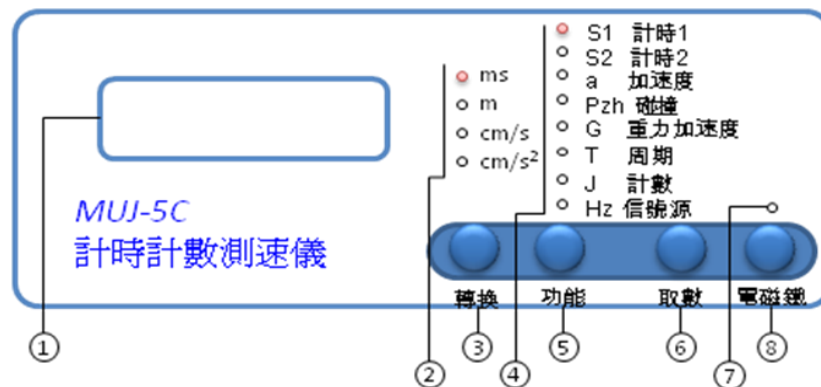 S1 計時1
S2 計時2
a 加速度
Pzh 碰撞
G 重力加速度
T 周期
J 計數
Hz 信號源
ms
m
cm/s
cm/s²
MUJ-5C
計時計數測速儀
轉換 功能 取數 電磁鐵
① ② ③ ④ ⑤ ⑥ ⑦ ⑧